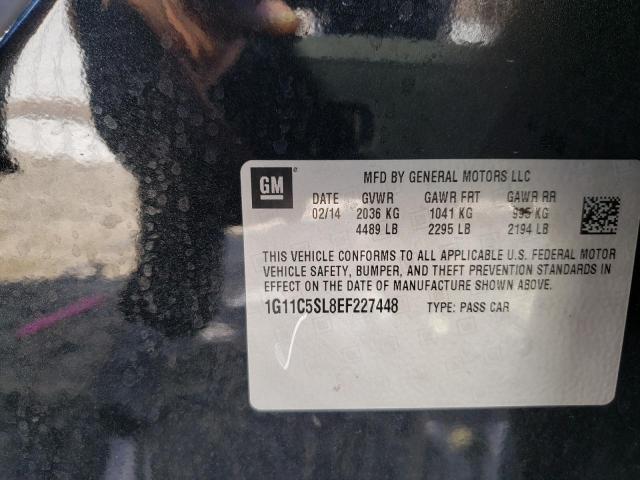 GM
MFD BY GENERAL MOTORS LLC
DATE GVWR GAWR FRT GAWR RR
02/14 2036 KG 1041 KG 995 KG
4489 LB 2295 LB 2194 LB
THIS VEHICLE CONFORMS TO ALL APPLICABLE U.S. FEDERAL MOTOR
VEHICLE SAFETY, BUMPER, AND THEFT PREVENTION STANDARDS IN
EFFECT ON THE DATE OF MANUFACTURE SHOWN ABOVE.
1G11C5SL8EF227448 TYPE: PASS CAR